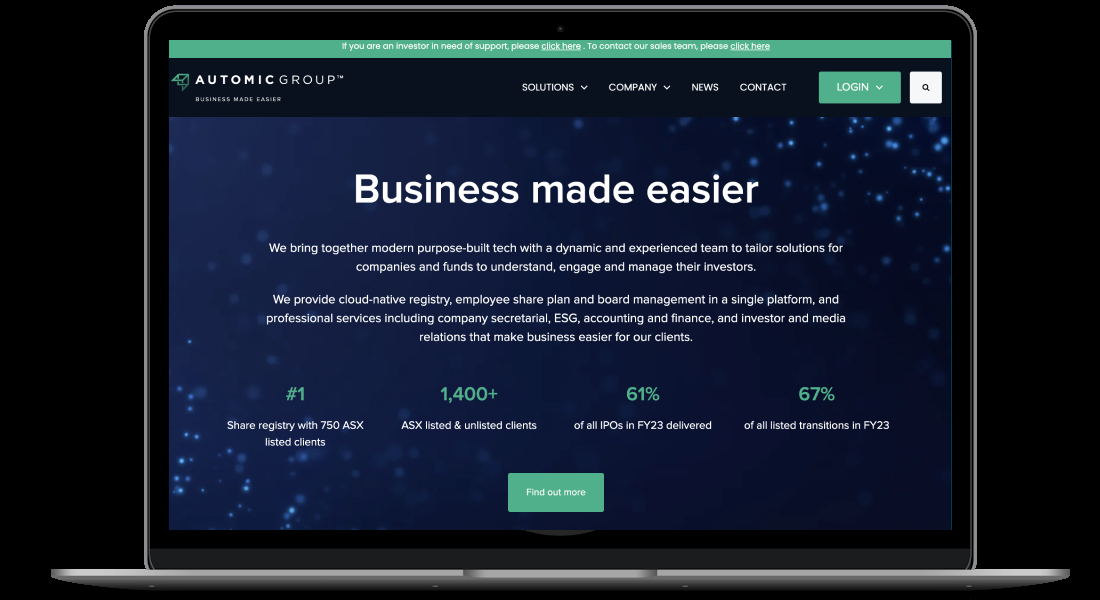 If you are an investor in need of support, please click here . To contact our sales team, please click here
AUTOMIC GROUP™
BUSINESS MADE EASIER
SOLUTIONS COMPANY NEWS CONTACT LOGIN
Business made easier
We bring together modern purpose-built tech with a dynamic and experienced team to tailor solutions for
companies and funds to understand, engage and manage their investors.
We provide cloud-native registry, employee share plan and board management in a single platform, and
professional services including company secretarial, ESG, accounting and finance, and investor and media
relations that make business easier for our clients.
#1
Share registry with 750 ASX
listed clients
1,400+
ASX listed & unlisted clients
61%
of all IPOs in FY23 delivered
67%
of all listed transitions in FY23
Find out more